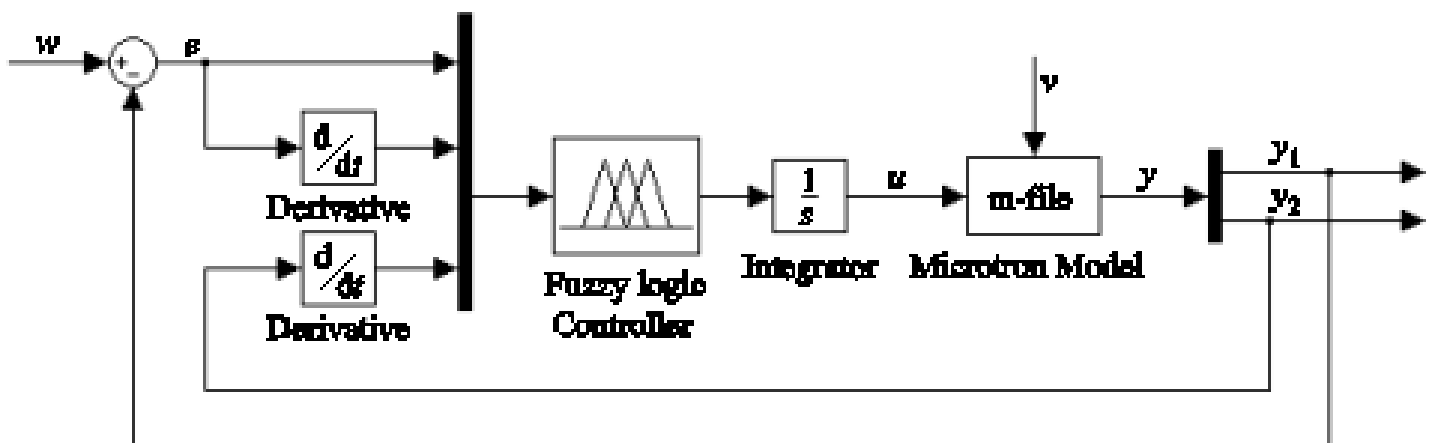 w
e
+
−
d/dt
Derivative
d/dt
Derivative
Fuzzy logic
Controller
1
s
Integrator
u
v
m-file
Microtron Model
y
y1
y2